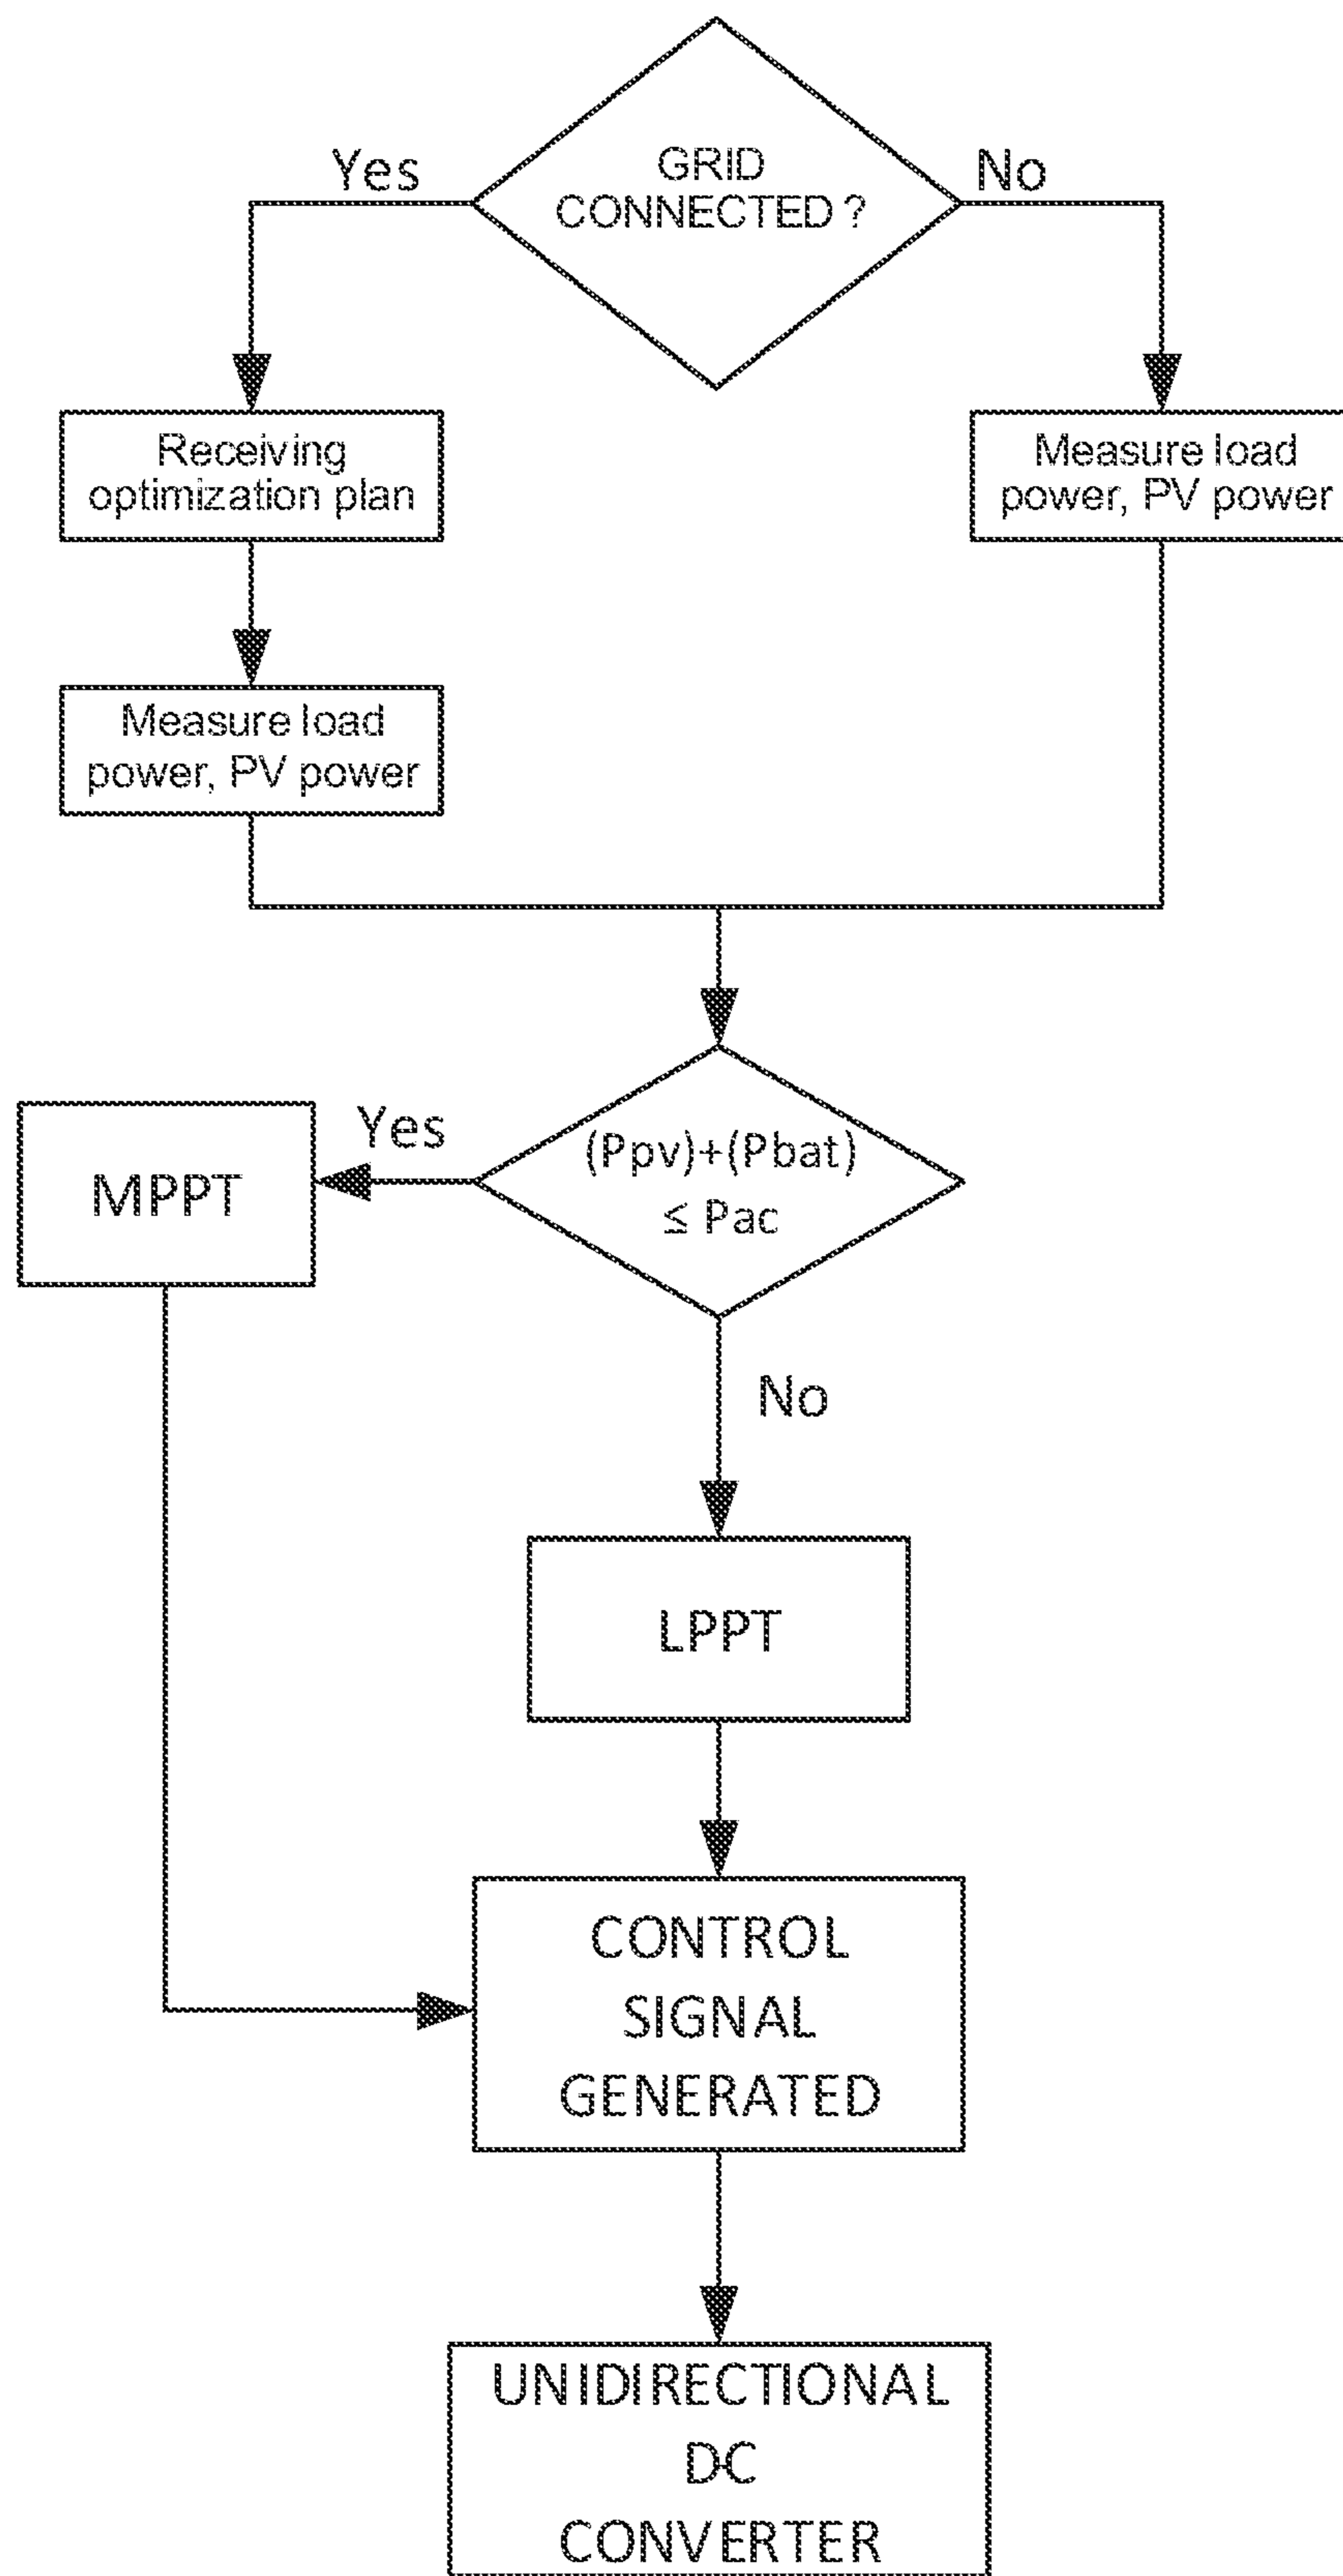 GRID
CONNECTED ?
Yes
No
Receiving
optimization plan
Measure load
power, PV power
Measure load
power, PV power
(Ppv)+(Pbat)
≤ Pac
Yes
MPPT
No
LPPT
CONTROL
SIGNAL
GENERATED
UNIDIRECTIONAL
DC
CONVERTER